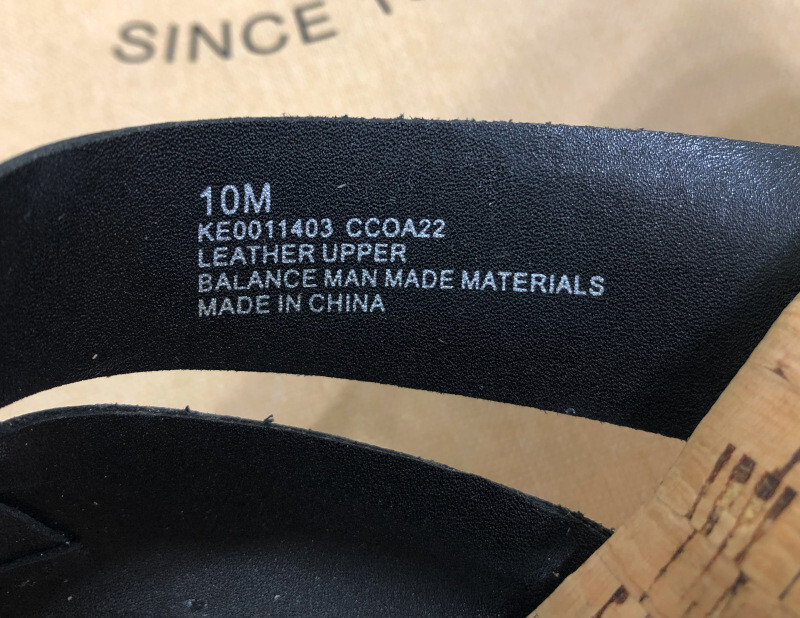 SINCE
10M
KE0011403 CCOA22
LEATHER UPPER
BALANCE MAN MADE MATERIALS
MADE IN CHINA